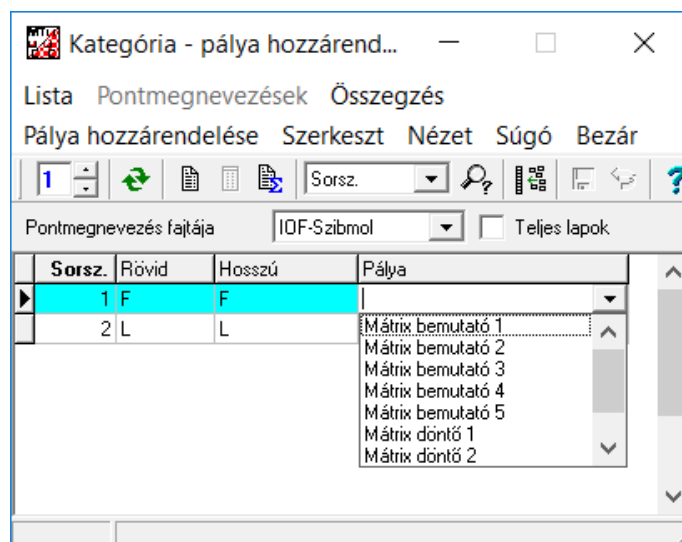 Kategória - pálya hozzárend...
Lista Pontmegnevezések Összegzés
Pálya hozzárendelése Szerkeszt Nézet Súgó Bezár
1 Sorsz. ?
Pontmegnevezés fajtája IOF-Szibmol Teljes lapok
Sorsz. Rövid Hosszú Pálya
1 F F
2 L L
Mátrix bemutató 1
Mátrix bemutató 2
Mátrix bemutató 3
Mátrix bemutató 4
Mátrix bemutató 5
Mátrix döntő 1
Mátrix döntő 2